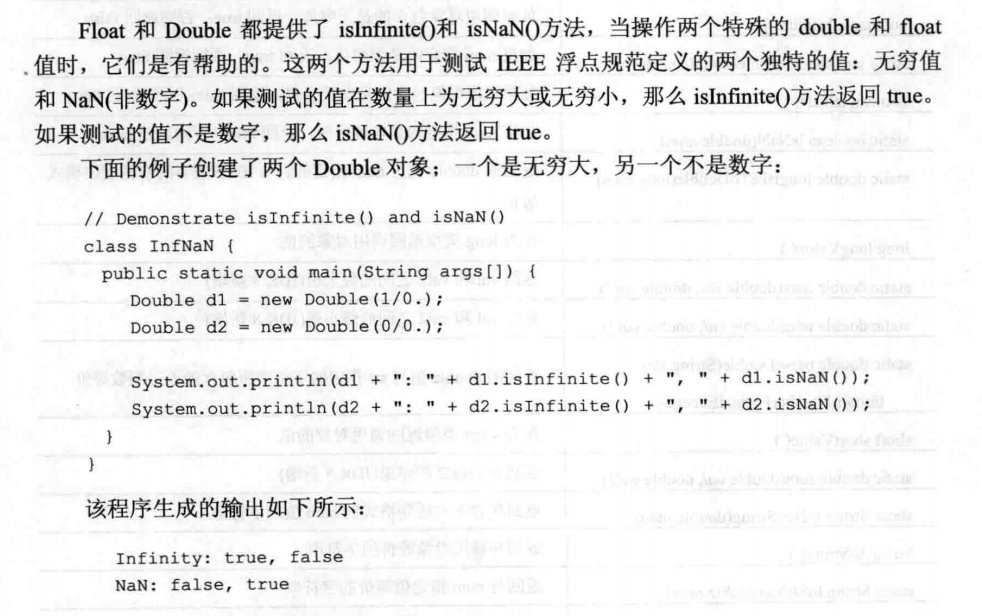 Float 和 Double 都提供了 isInfinite()和 isNaN()方法，当操作两个特殊的 double 和 float
值时，它们是有帮助的。这两个方法用于测试 IEEE 浮点规范定义的两个独特的值：无穷值
和 NaN(非数字)。如果测试的值在数量上为无穷大或无穷小，那么 isInfinite()方法返回 true。
如果测试的值不是数字，那么 isNaN()方法返回 true。
下面的例子创建了两个 Double 对象；一个是无穷大，另一个不是数字：
// Demonstrate isInfinite() and isNaN()
class InfNaN {
public static void main(String args[]) {
Double d1 = new Double(1/0.);
Double d2 = new Double(0/0.);
System.out.println(d1 + ": " + d1.isInfinite() + ", " + d1.isNaN());
System.out.println(d2 + ": " + d2.isInfinite() + ", " + d2.isNaN());
}
}
该程序生成的输出如下所示：
Infinity: true, false
NaN: false, true